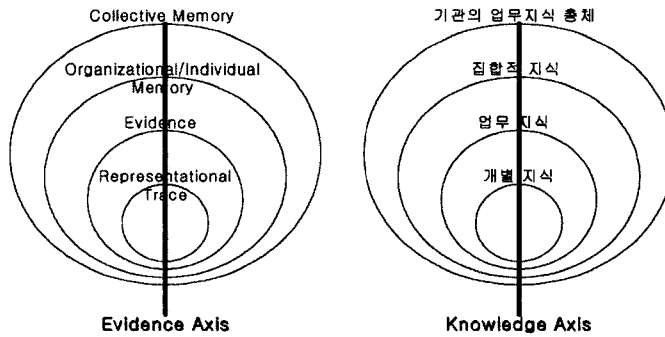 Collective Memory
Organizational/Individual
Memory
Evidence
Representational
Trace
Evidence Axis
기관의 업무지식 총체
집합적 지식
업무 지식
개별 지식
Knowledge Axis